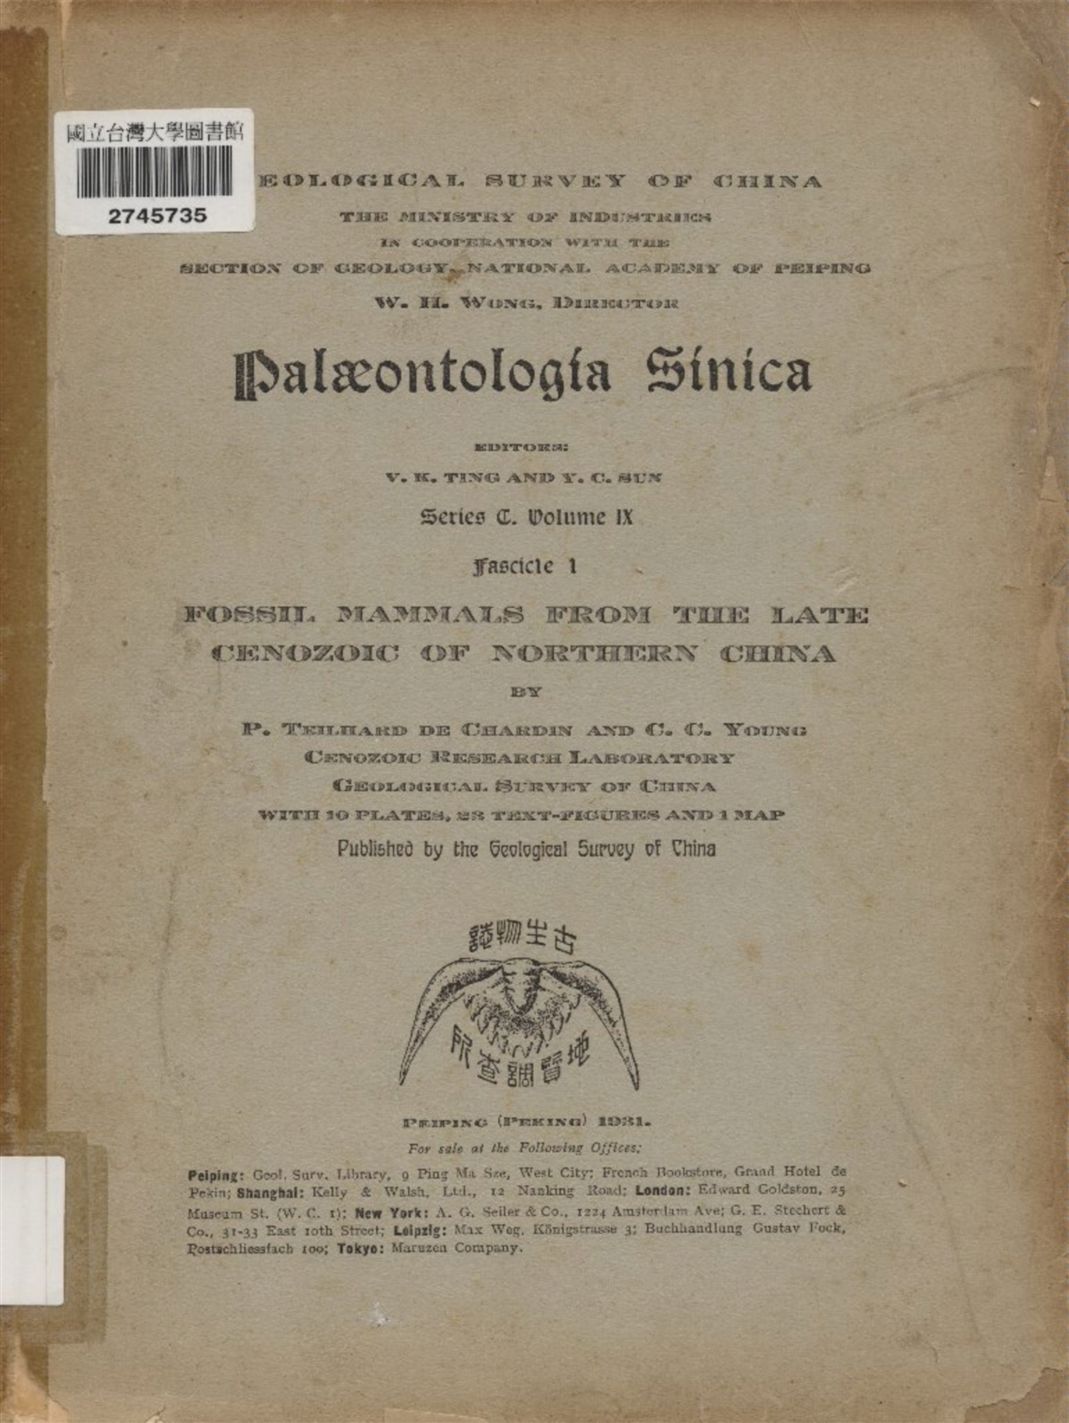 國立台灣大學圖書館
2745735
EOLOGICAL SURVEY OF CHINA
THE MINISTRY OF INDUSTRIES
IN COOPERATION WITH THE
SECTION OF GEOLOGY, NATIONAL ACADEMY OF PEIPING
W. H. WONG, DIRECTOR
Palæontologia Sinica
EDITORS:
V. K. TING AND Y. C. SUN
Series C. Volume IX
Fascicle 1
FOSSIL MAMMALS FROM THE LATE
CENOZOIC OF NORTHERN CHINA
BY
P. TEILHARD DE CHARDIN AND C. C. YOUNG
CENOZOIC RESEARCH LABORATORY
GEOLOGICAL SURVEY OF CHINA
WITH 10 PLATES, 23 TEXT-FIGURES AND 1 MAP
Published by the Geological Survey of China
古生物誌
地質調查所
PEIPING (PEKING) 1931.
For sale at the Following Offices:
Peiping: Geol. Surv. Library, 9 Ping Ma Sze, West City; French Bookstore, Grand Hotel de
Pekin; Shanghai: Kelly & Walsh, Ltd., 12 Nanking Road; London: Edward Goldston, 25
Museum St. (W. C. 1); New York: A. G. Seiler & Co., 1224 Amsterdam Ave; G. E. Stechert &
Co., 31-33 East 10th Street; Leipzig: Max Weg, Königstrasse 3; Buchhandlung Gustav Fock,
Postschliessfach 100; Tokyo: Maruzen Company.